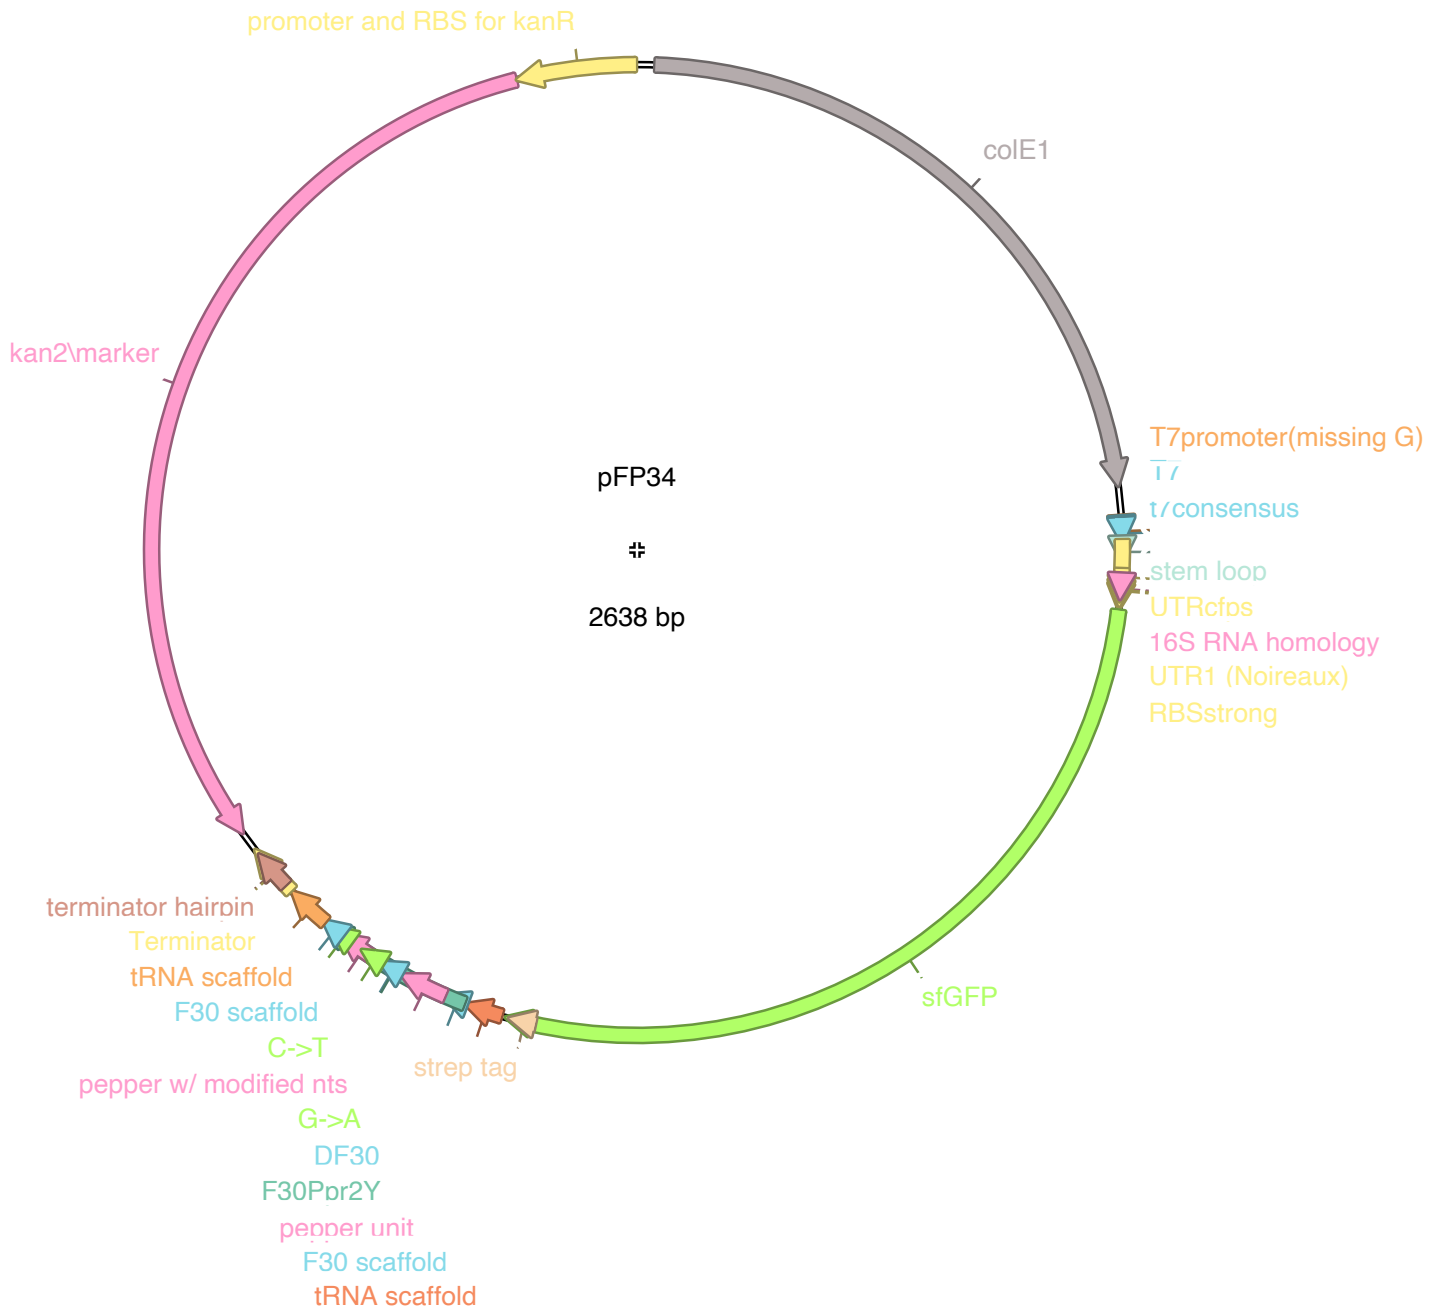 promoter and RBS for kanR
colE1
kan2\marker
T7promoter(missing G)
T7
t7consensus
pFP34
stem loop
UTRcfps
2638 bp
16S RNA homology
UTR1 (Noireaux)
RBSstrong
terminator hairpin
Terminator
tRNA scaffold
sfGFP
F30 scaffold
C->T
strep tag
pepper w/ modified nts
G->A
DF30
F30Ppr2Y
pepper unit
F30 scaffold
tRNA scaffold